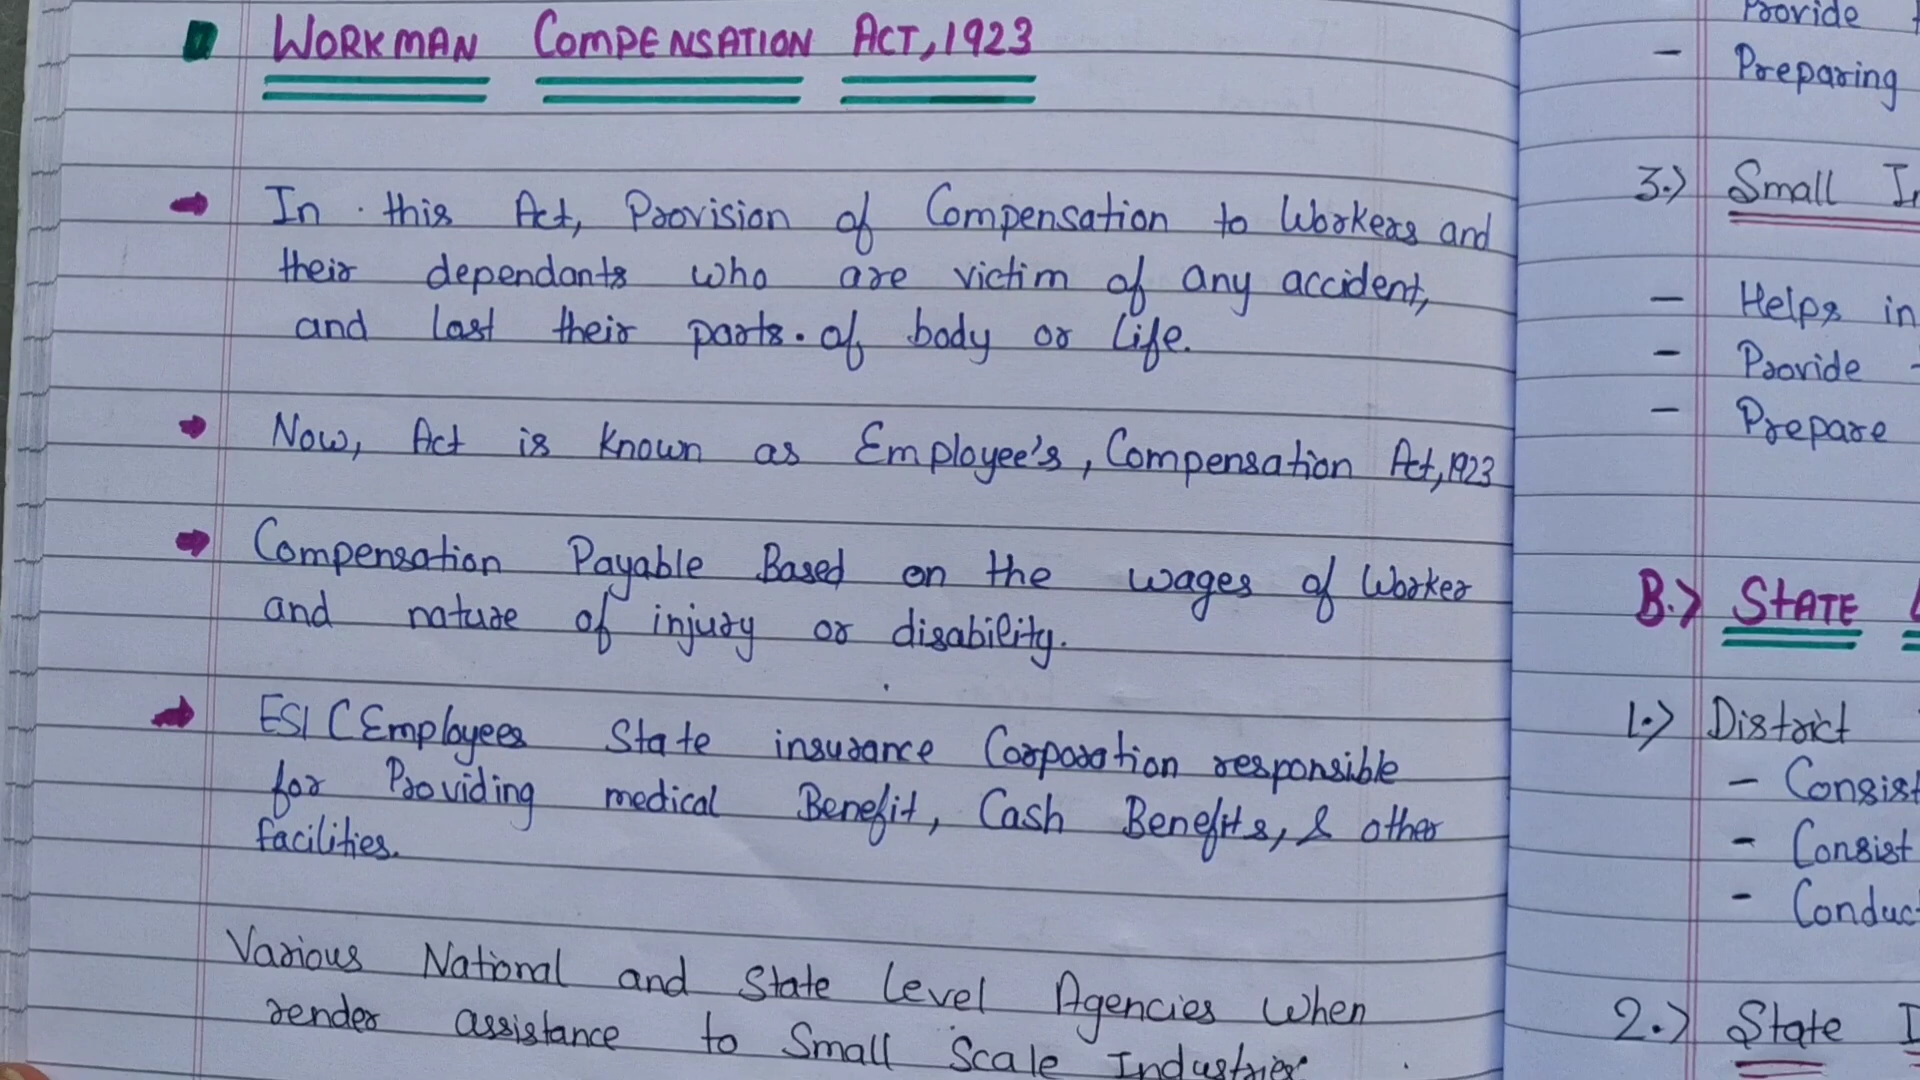 WORKMAN COMPENSATION ACT, 1923
In this Act, Provision of Compensation to Workers and
their dependants who are victim of any accident,
and lost their parts of body or life.
Now, Act is known as Employee's, Compensation Act, 1923
Compensation Payable Based on the wages of Worker
and nature of injury or disability.
ESI C Employees State insurance Corporation responsible
for Providing medical Benefit, Cash Benefits, & other
facilities.
Various National and State Level Agencies When
render assistance to Small Scale Industries
Provide
- Preparing
3.) Small
- Helps in
- Provide
- Prepare
B.) STATE
1.) District
- Consist
- Consist
- Conduc
2.) State